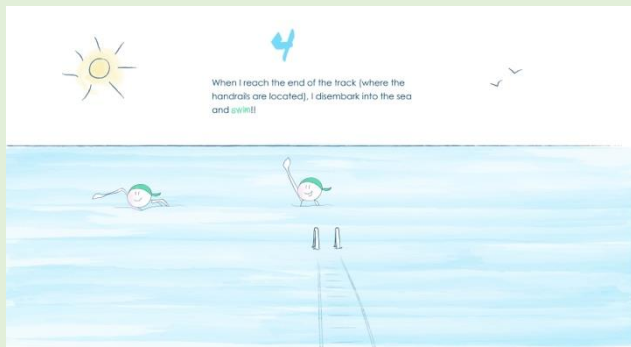 4
When I reach the end of the track (where the
handrails are located), I disembark into the sea
and swim!!